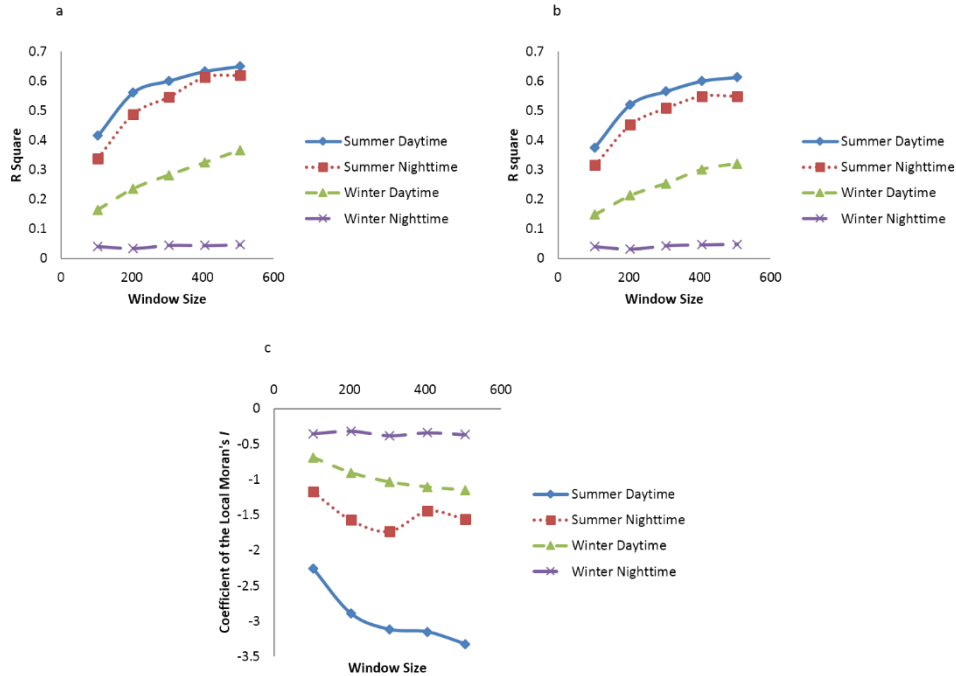 a
0.7
0.6
0.5
0.4
0.3
0.2
0.1
0
R Square
0 200 400 600
Window Size
Summer Daytime
Summer Nighttime
Winter Daytime
Winter Nighttime
b
0.7
0.6
0.5
0.4
0.3
0.2
0.1
0
R square
0 200 400 600
Window Size
Summer Daytime
Summer Nighttime
Winter Daytime
Winter Nighttime
c
0 200 400 600
0
-0.5
-1
-1.5
-2
-2.5
-3
-3.5
Coefficient of the Local Moran's I
Window Size
Summer Daytime
Summer Nighttime
Winter Daytime
Winter Nighttime